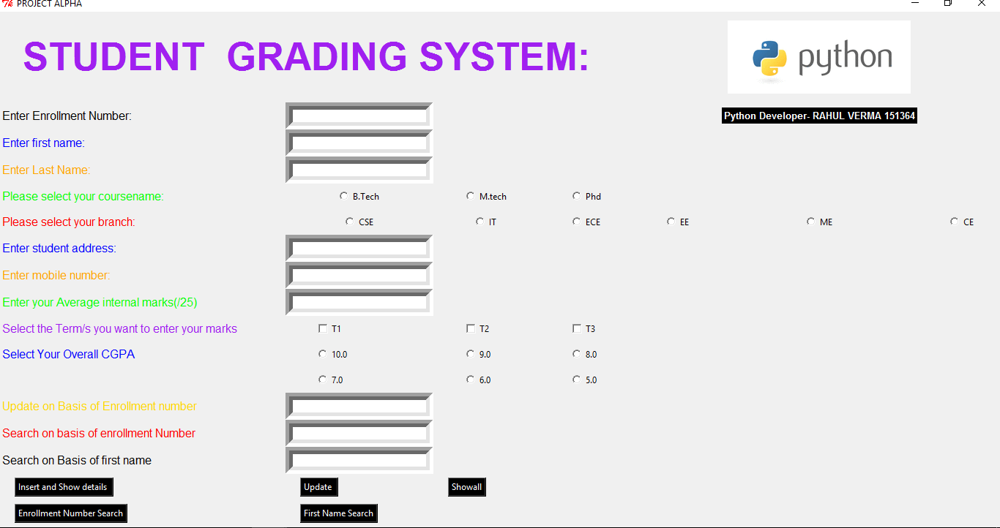 PROJECT ALPHA
STUDENT GRADING SYSTEM:
python
Enter Enrollment Number:
Python Developer- RAHUL VERMA 151364
Enter first name:
Enter Last Name:
Please select your coursename: B.Tech M.tech Phd
Please select your branch: CSE IT ECE EE ME CE
Enter student address:
Enter mobile number:
Enter your Average internal marks(/25)
Select the Term/s you want to enter your marks T1 T2 T3
Select Your Overall CGPA 10.0 9.0 8.0
7.0 6.0 5.0
Update on Basis of Enrollment number
Search on basis of enrollment Number
Search on Basis of first name
Insert and Show details Update Showall
Enrollment Number Search First Name Search